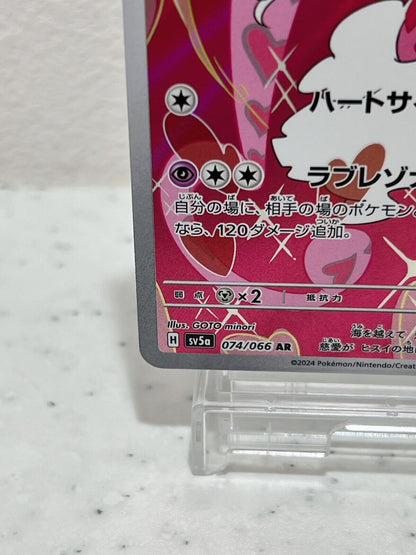 ハートサ
ラブレゾ
自分の場に、相手の場のポケモン
なら、120ダメージ追加。
弱点 ×2 抵抗力
Illus. GOTO minori
H sv5a 074/066 AR
海を越えて
慈愛が ヒスイの地
©2024 Pokémon/Nintendo/Creat